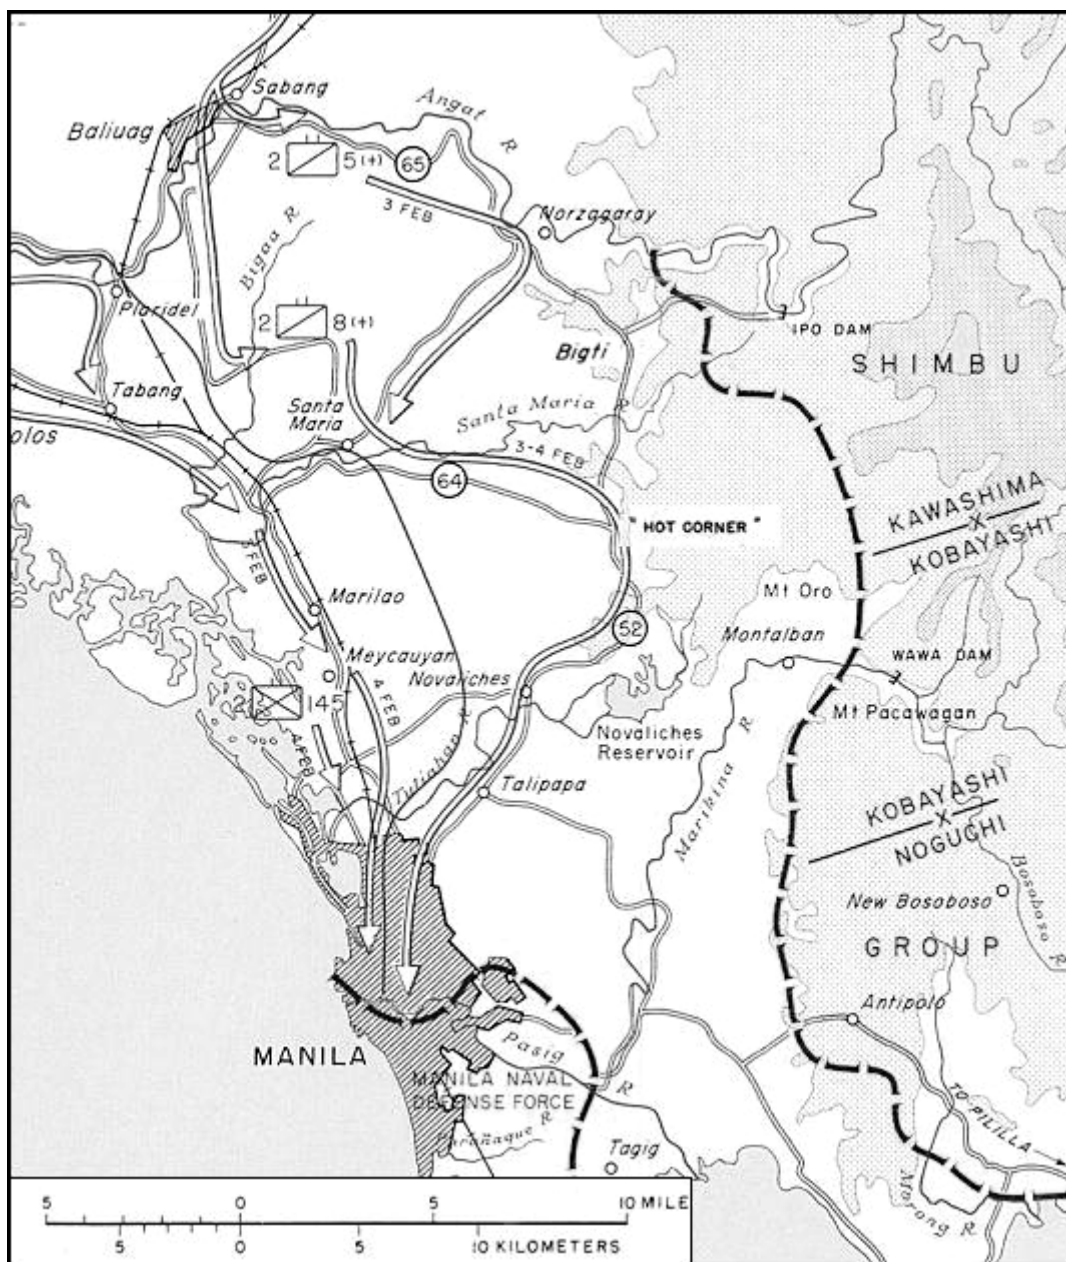 Sabang
Angat R
Baliuag
2 5 (+)
65
3 FEB
Norzagaray
Bigaa R
Plaridel
2 8 (+)
IPO DAM
Bigti
SHIMBU
Tabang
Santa
Maria
Santa Maria R
olos
3-4 FEB
64
KAWASHIMA
X
KOBAYASHI
" HOT CORNER "
3 FEB
Mt Oro
Marilao
52
Montalban
WAWA DAM
Meycauyan
Novaliches
2 145
4 FEB
4 FEB
Mt Pacawagan
Novaliches
Reservoir
Tuliahan R
Marikina R
Talipapa
KOBAYASHI
X
NOGUCHI
New Bosoboso
Bosoboso R
GROUP
Antipolo
MANILA
Pasig R
MANILA NAVAL
DEFENSE FORCE
Parañaque R
Tagig
TO PILILLA
Morong R
5 0 5 10 MILE
5 0 5 10 KILOMETERS